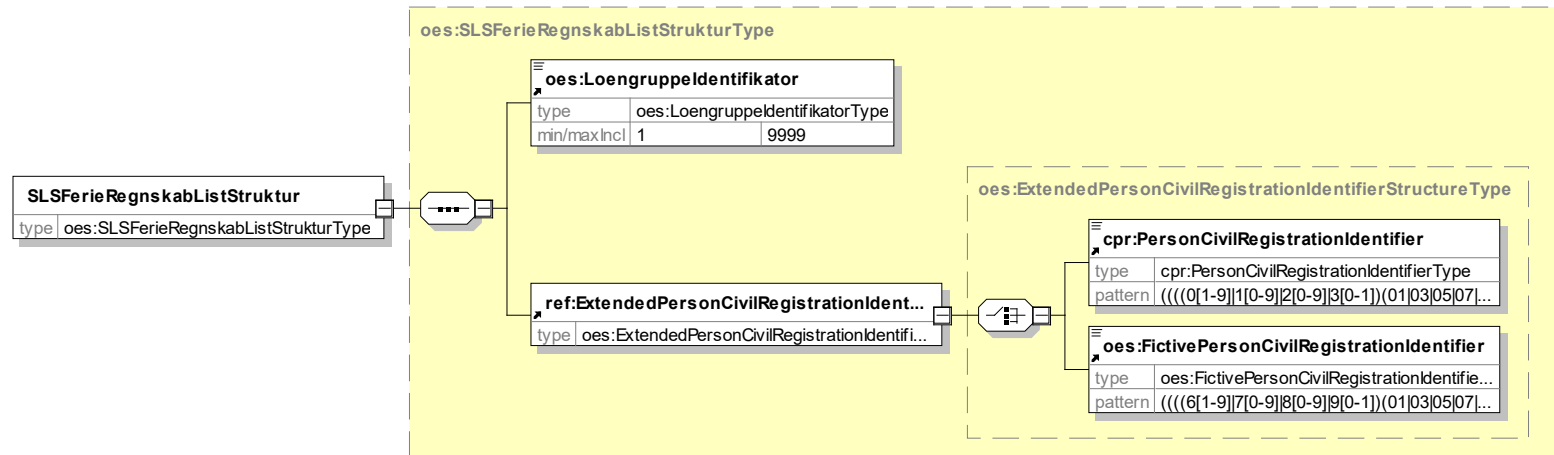 oes:SLSFerieRegnskabListStrukturType
oes:LoengruppeIdentifikator
type oes:LoengruppeIdentifikatorType
min/maxIncl 1 9999
SLSFerieRegnskabListStruktur
type oes:SLSFerieRegnskabListStrukturType
oes:ExtendedPersonCivilRegistrationIdentifierStructureType
cpr:PersonCivilRegistrationIdentifier
type cpr:PersonCivilRegistrationIdentifierType
pattern ((((0[1-9]|1[0-9]|2[0-9]|3[0-1])(01|03|05|07|...
ref:ExtendedPersonCivilRegistrationIdent...
type oes:ExtendedPersonCivilRegistrationIdentifi...
oes:FictivePersonCivilRegistrationIdentifier
type oes:FictivePersonCivilRegistrationIdentifie...
pattern ((((6[1-9]|7[0-9]|8[0-9]|9[0-1])(01|03|05|07|...